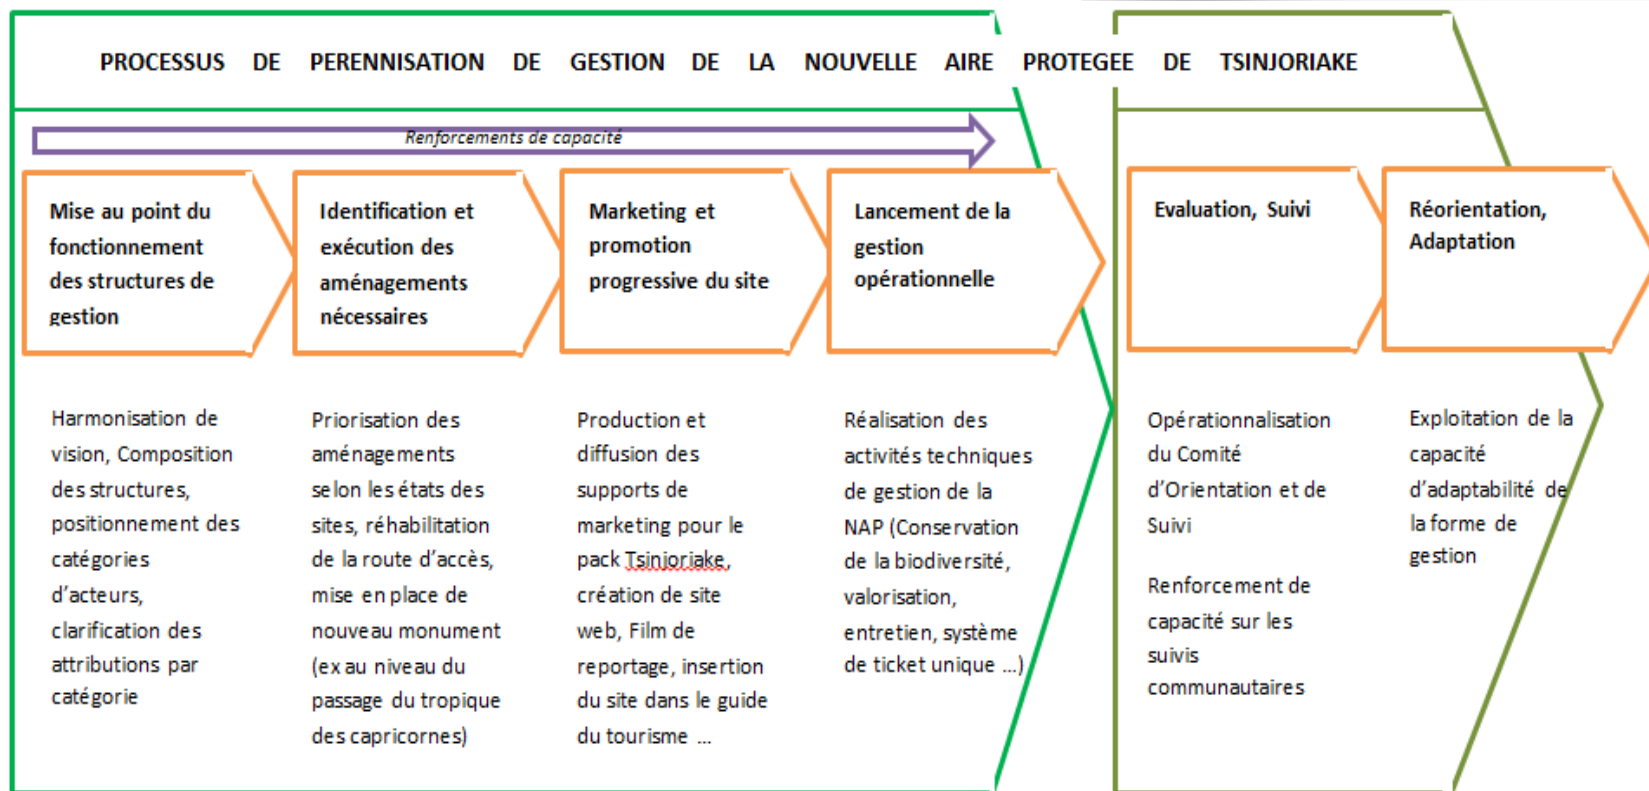 PROCESSUS DE PERENNISATION DE GESTION DE LA NOUVELLE AIRE PROTEGEE DE TSINJORIAKE
Renforcements de capacité
Mise au point du
fonctionnement
des structures de
gestion
Identification et
exécution des
aménagements
nécessaires
Marketing et
promotion
progressive du site
Lancement de la
gestion
opérationnelle
Evaluation, Suivi
Réorientation,
Adaptation
Harmonisation de
vision, Composition
des structures,
positionnement des
catégories
d’acteurs,
clarification des
attributions par
catégorie
Priorisation des
aménagements
selon les états des
sites, réhabilitation
de la route d’accès,
mise en place de
nouveau monument
(ex au niveau du
passage du tropique
des capricornes)
Production et
diffusion des
supports de
marketing pour le
pack Tsinjoriake,
création de site
web, Film de
reportage, insertion
du site dans le guide
du tourisme ...
Réalisation des
activités techniques
de gestion de la
NAP (Conservation
de la biodiversité,
valorisation,
entretien, système
de ticket unique ...)
Opérationnalisation
du Comité
d’Orientation et de
Suivi
Renforcement de
capacité sur les
suivis
communautaires
Exploitation de la
capacité
d’adaptabilité de
la forme de
gestion